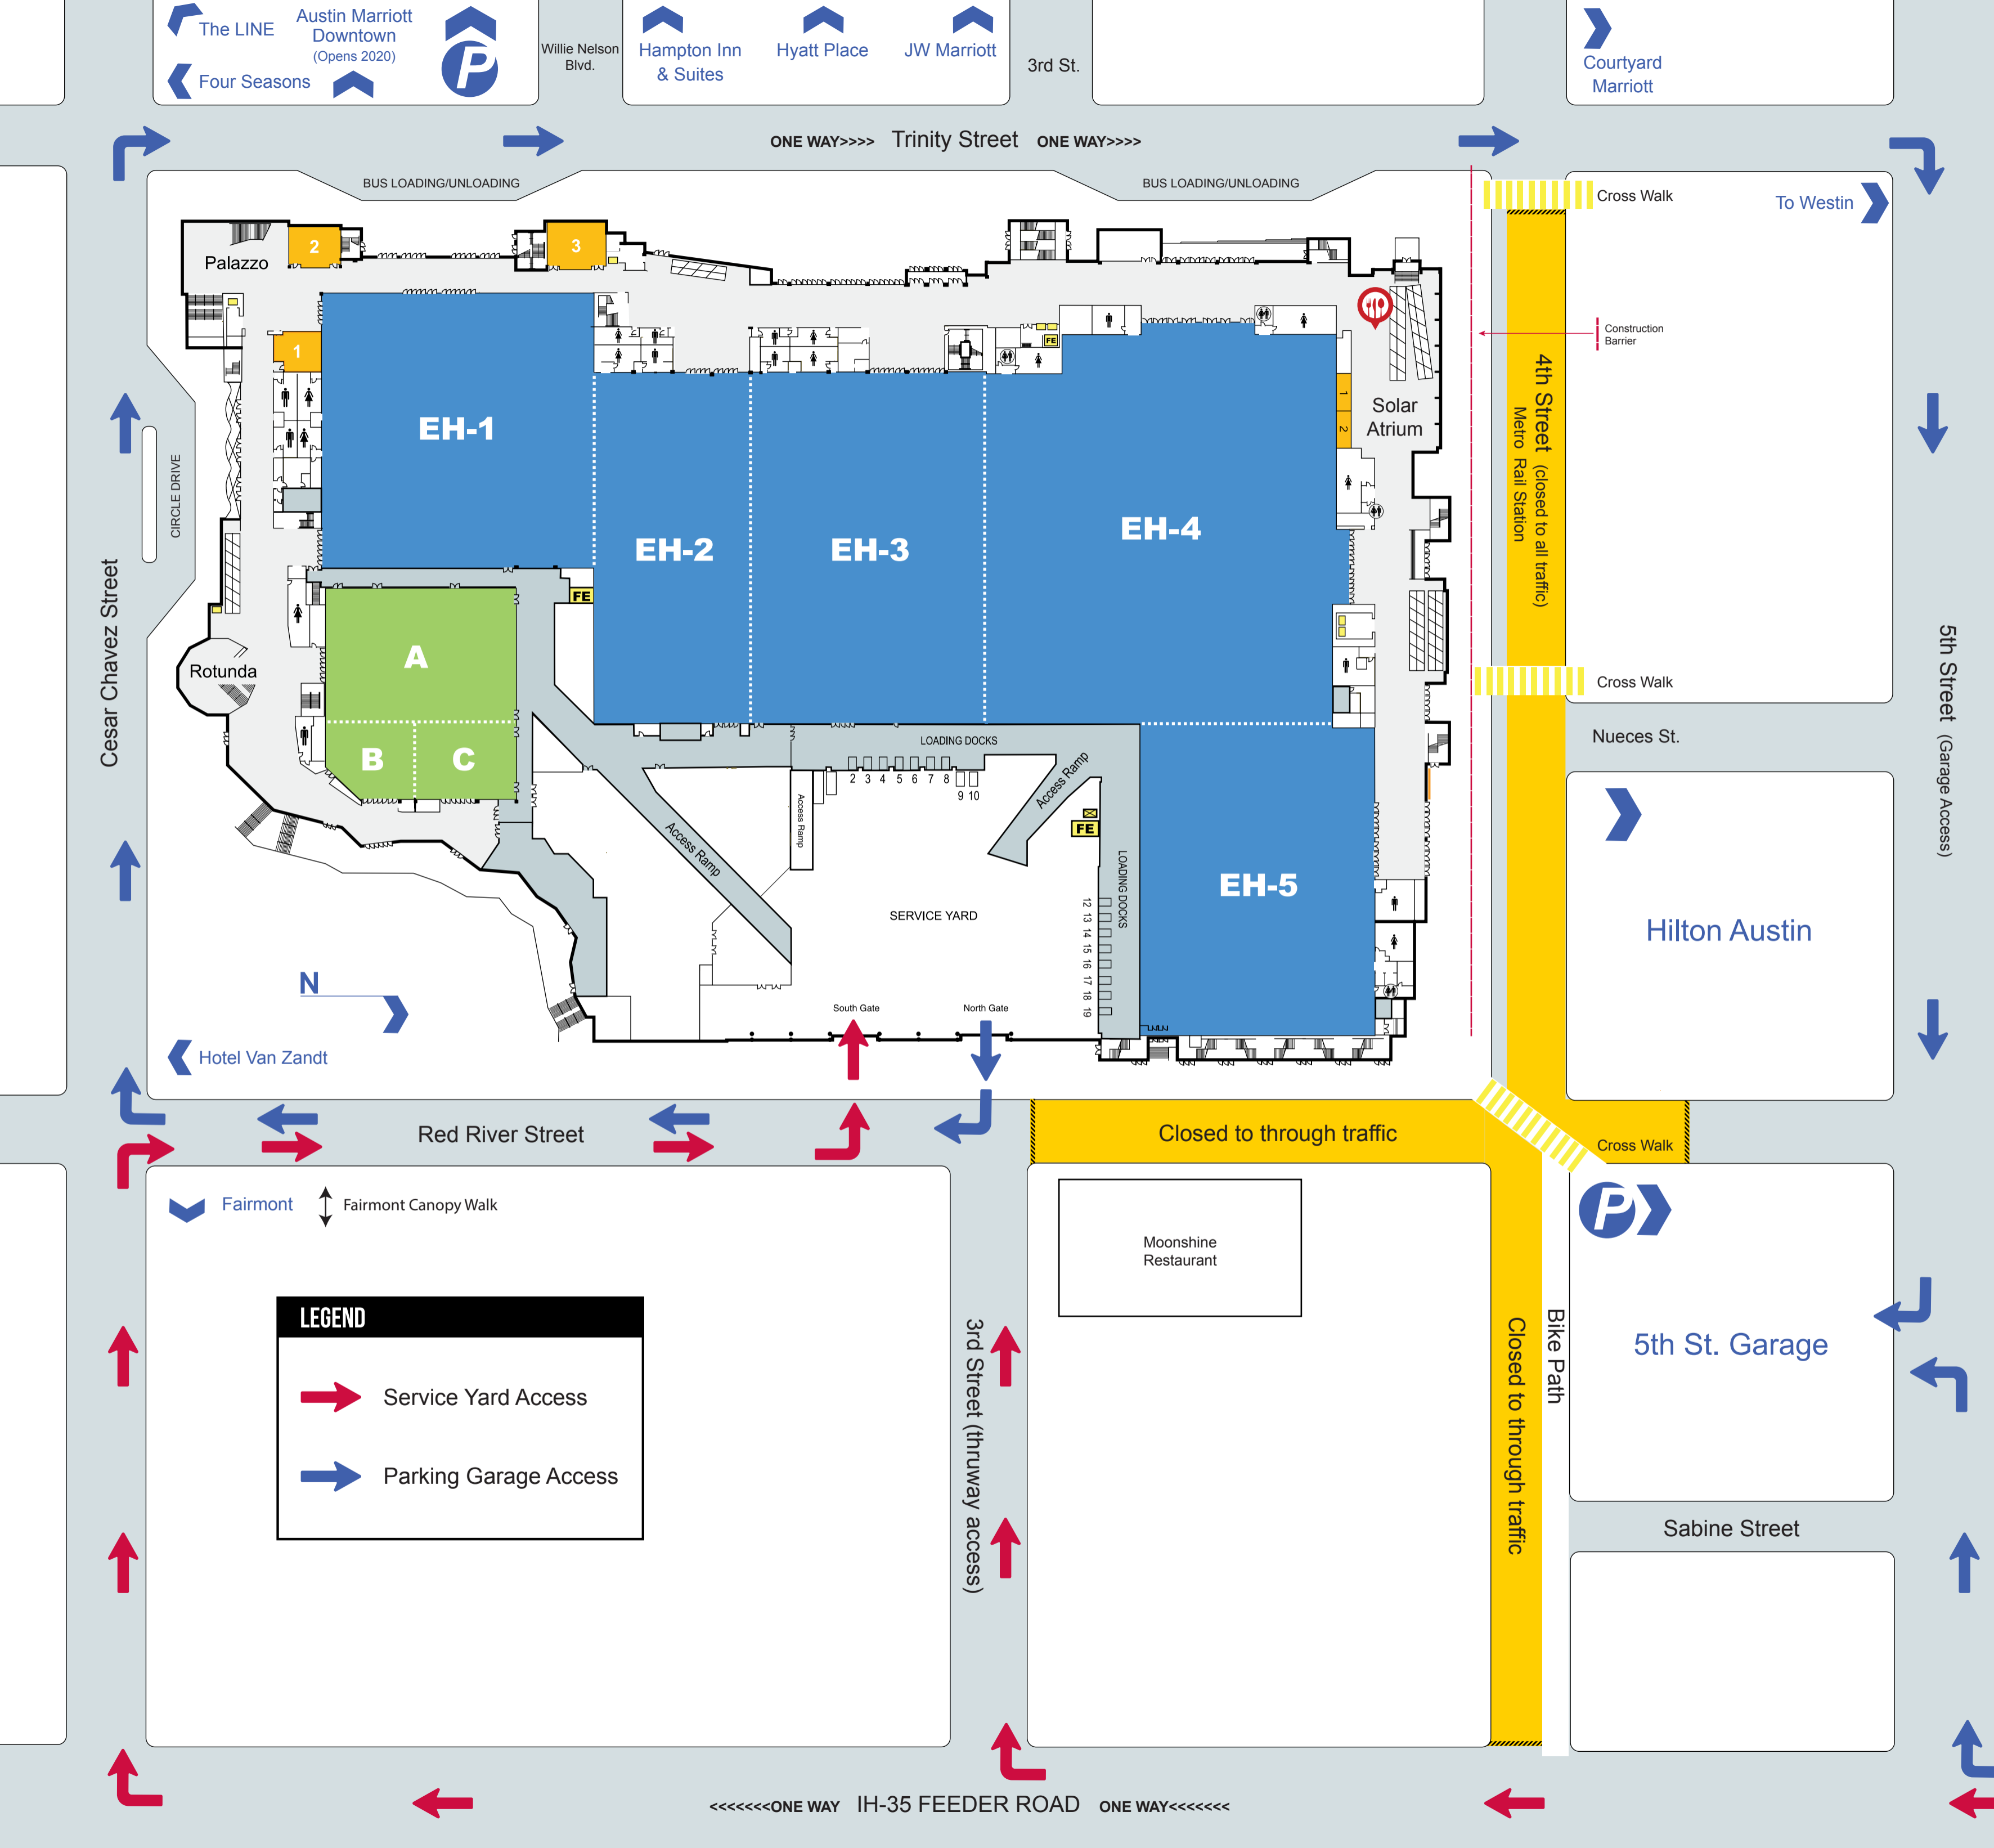 The LINE
Austin Marriott
Downtown
(Opens 2020)
Four Seasons
P
Willie Nelson
Blvd.
Hampton Inn
& Suites
Hyatt Place
JW Marriott
3rd St.
Courtyard
Marriott
ONE WAY>>>> Trinity Street ONE WAY>>>>
BUS LOADING/UNLOADING
BUS LOADING/UNLOADING
Cross Walk
To Westin
Palazzo
2
3
1
FE
Construction
Barrier
EH-1
EH-2
EH-3
EH-4
1
2
Solar
Atrium
4th Street (closed to all traffic)
Metro Rail Station
CIRCLE DRIVE
Cesar Chavez Street
FE
A
B
C
Rotunda
Cross Walk
Nueces St.
5th Street (Garage Access)
LOADING DOCKS
2 3 4 5 6 7 8
9 10
Access Ramp
Access Ramp
Access Ramp
FE
LOADING DOCKS
12 13 14 15 16 17 18 19
SERVICE YARD
EH-5
Hilton Austin
N
South Gate
North Gate
Hotel Van Zandt
Red River Street
Closed to through traffic
Cross Walk
Fairmont
Fairmont Canopy Walk
P
Moonshine
Restaurant
LEGEND
Service Yard Access
Parking Garage Access
3rd Street (thruway access)
Closed to through traffic
Bike Path
5th St. Garage
Sabine Street
<<<<<<<ONE WAY IH-35 FEEDER ROAD ONE WAY<<<<<<<